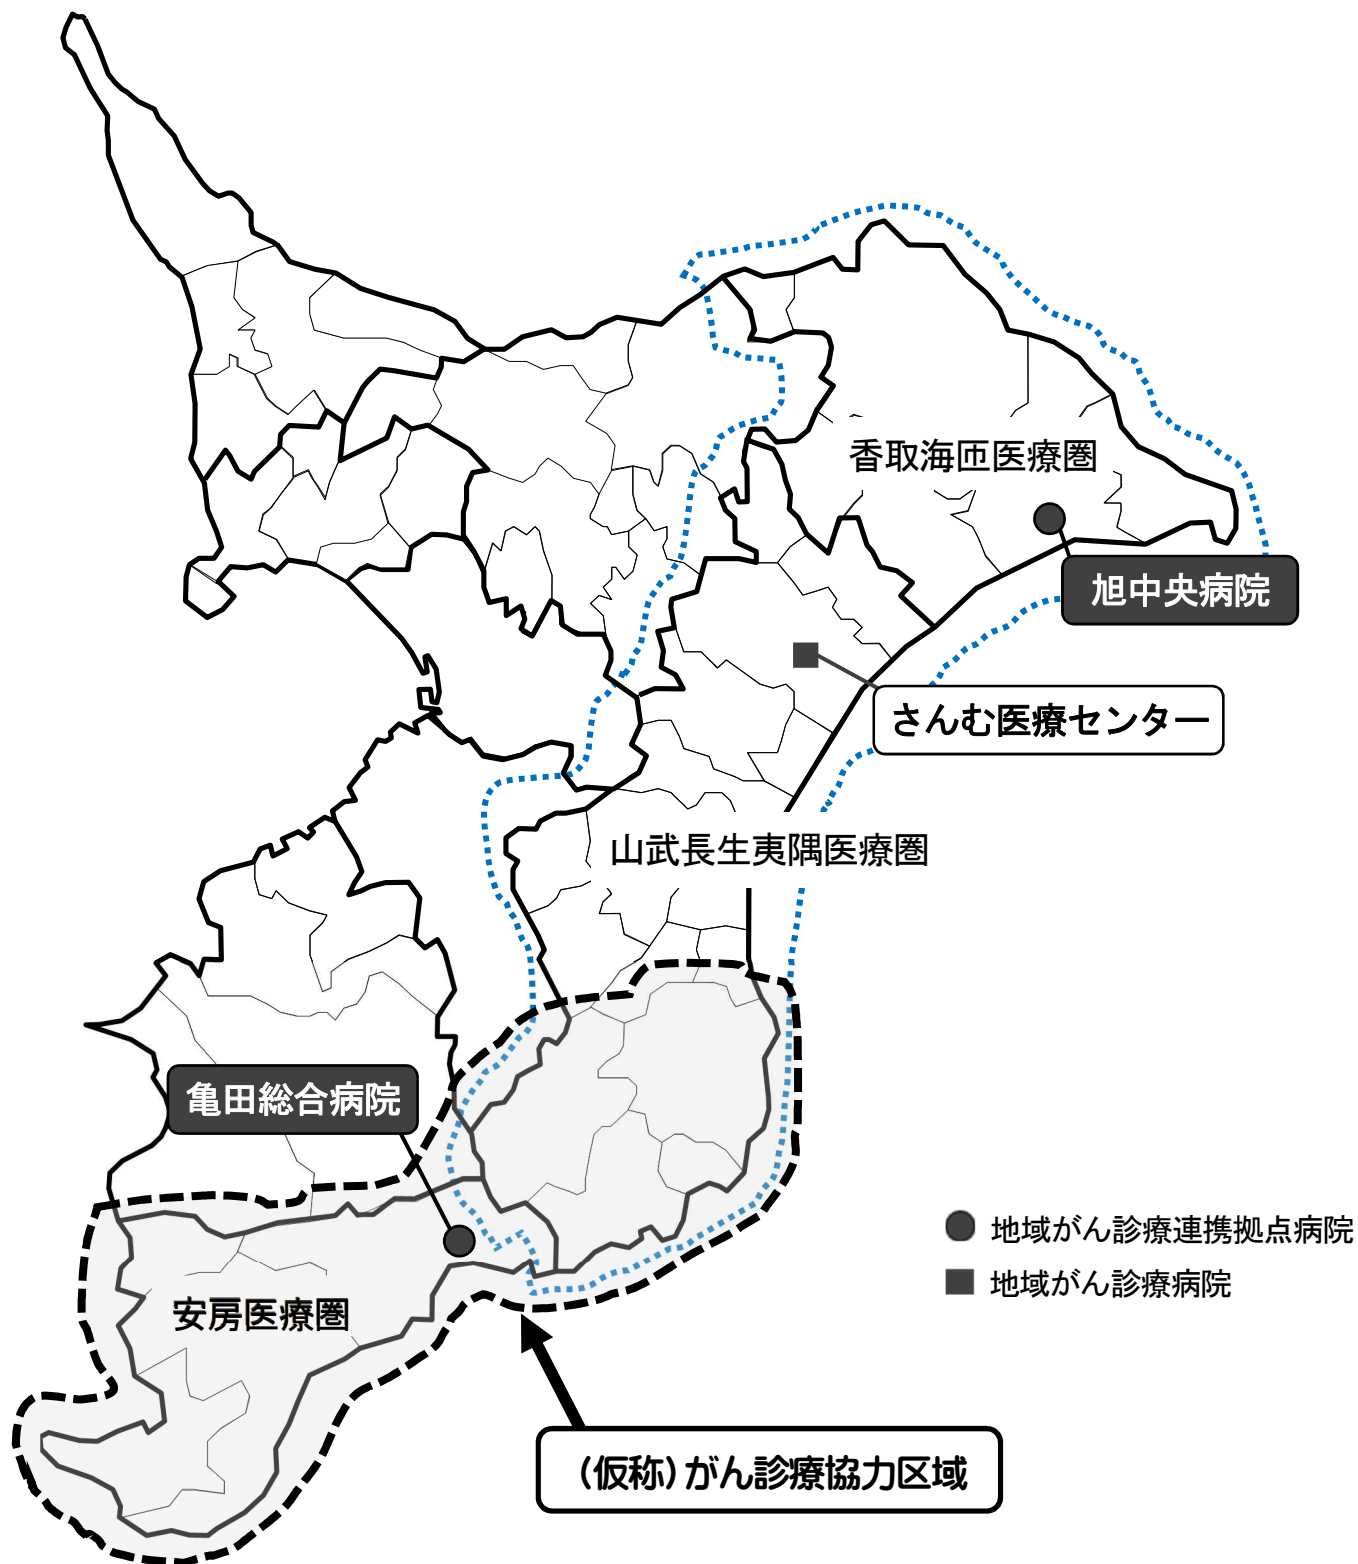 香取海匝医療圏
旭中央病院
さんむ医療センター
山武長生夷隅医療圏
亀田総合病院
地域がん診療連携拠点病院
地域がん診療病院
安房医療圏
(仮称)がん診療協力区域